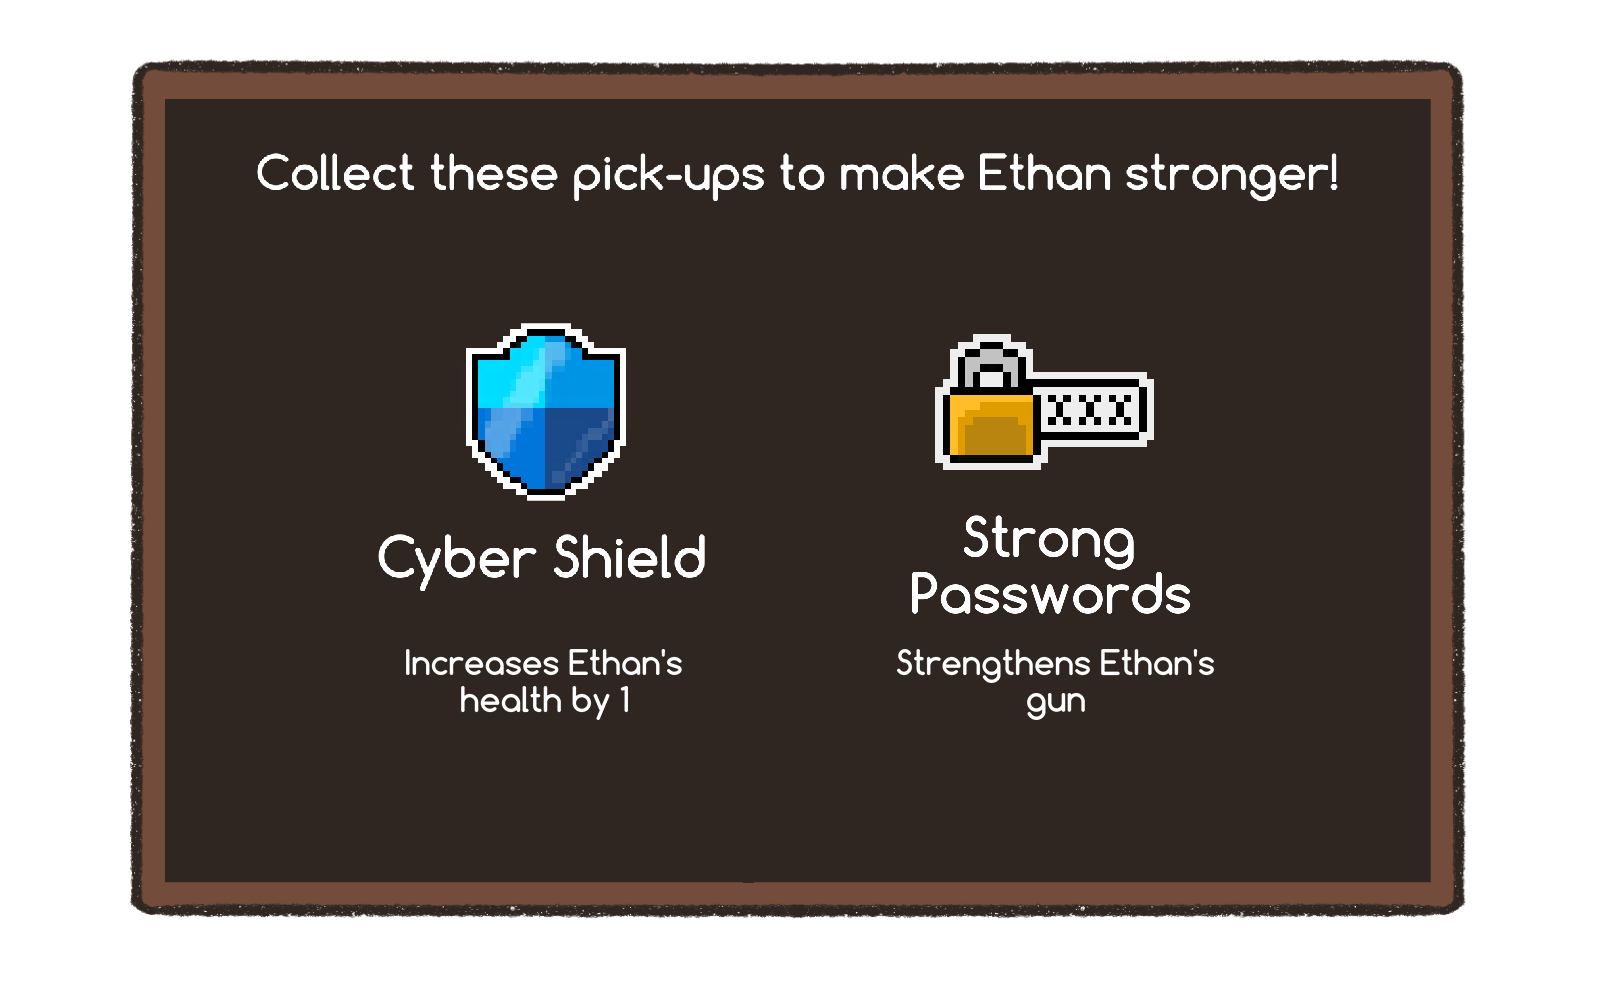 Collect these pick-ups to make Ethan stronger!
XXX
Cyber Shield
Strong
Passwords
Increases Ethan's
health by 1
Strengthens Ethan's
gun